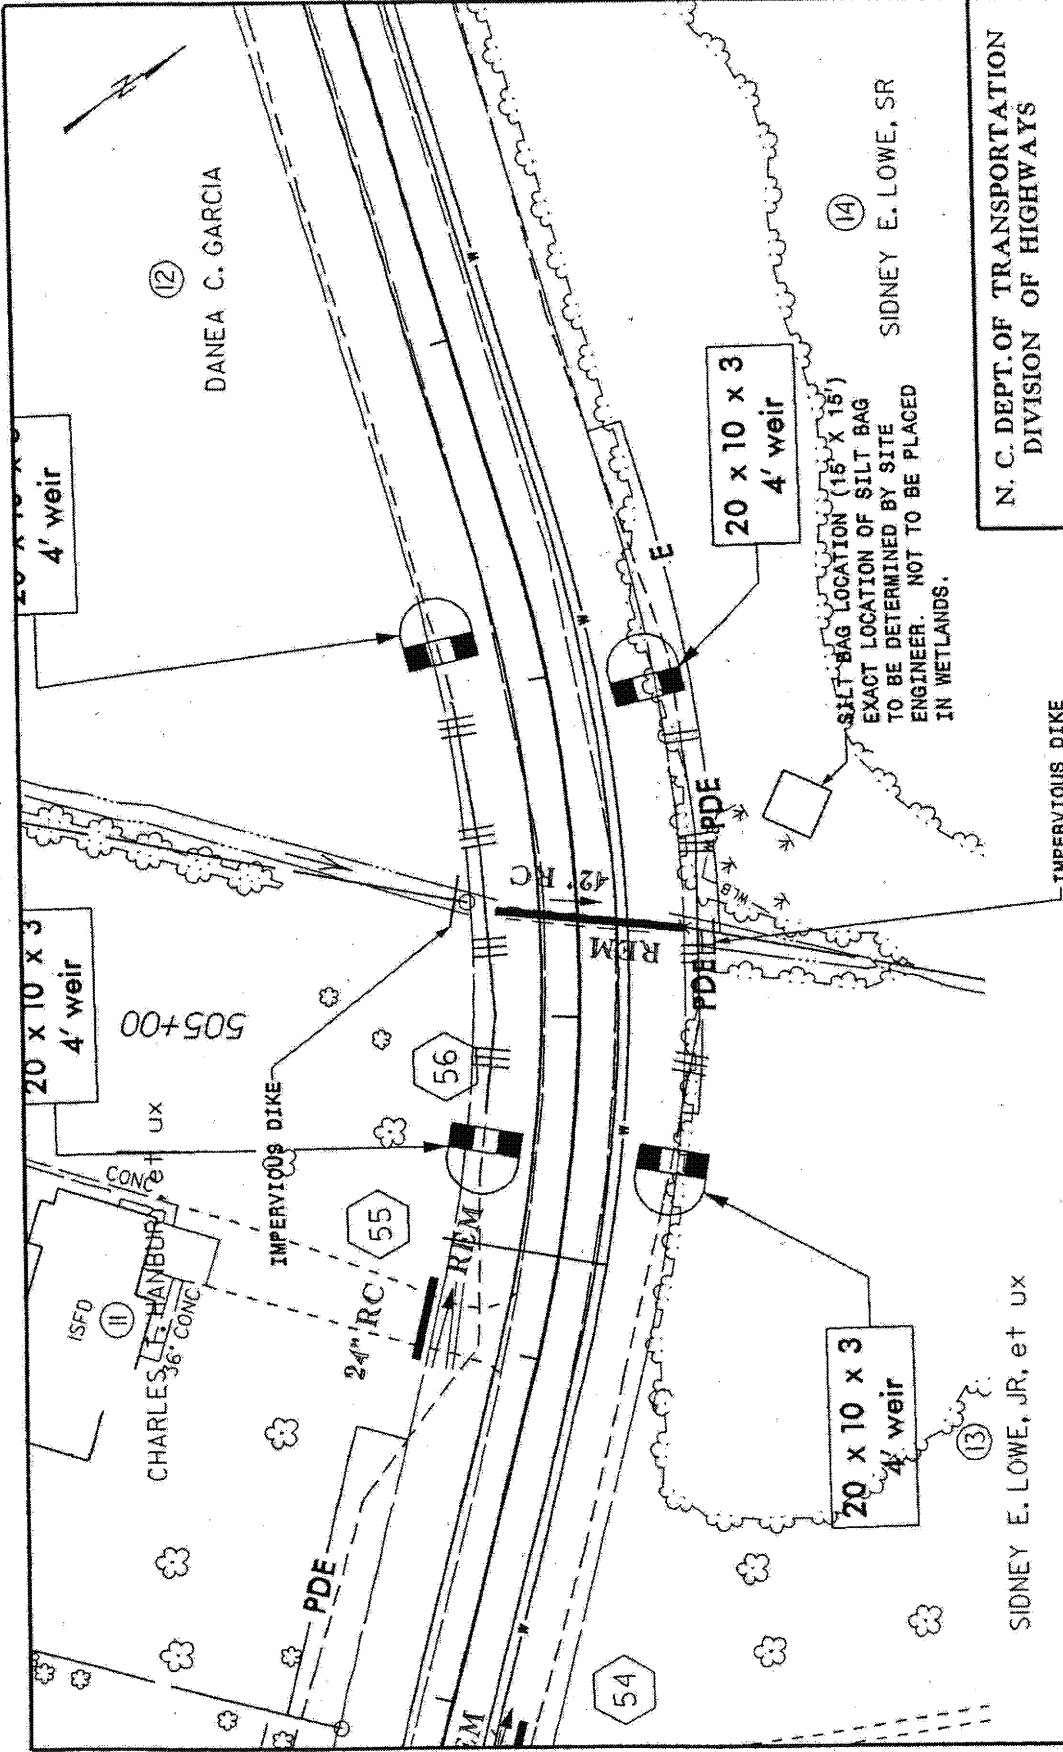 N
12
DANEA C. GARCIA
4' weir
20 x 10 x 3
4' weir
505+00
CHARLES T. HANBURY et ux
11
ISFD
CONC
36" CONC
IMPERVIOUS DIKE
56
55
24" RC
REM
PDE
54
42" RC
REM
PDE
PDE
WLB
E
W
W
W
W
20 x 10 x 3
4' weir
SILT BAG LOCATION (15' X 15')
EXACT LOCATION OF SILT BAG
TO BE DETERMINED BY SITE
ENGINEER. NOT TO BE PLACED
IN WETLANDS.
14
SIDNEY E. LOWE, SR
IMPERVIOUS DIKE
20 x 10 x 3
4' weir
13
SIDNEY E. LOWE, JR, et ux
N. C. DEPT. OF TRANSPORTATION
DIVISION OF HIGHWAYS